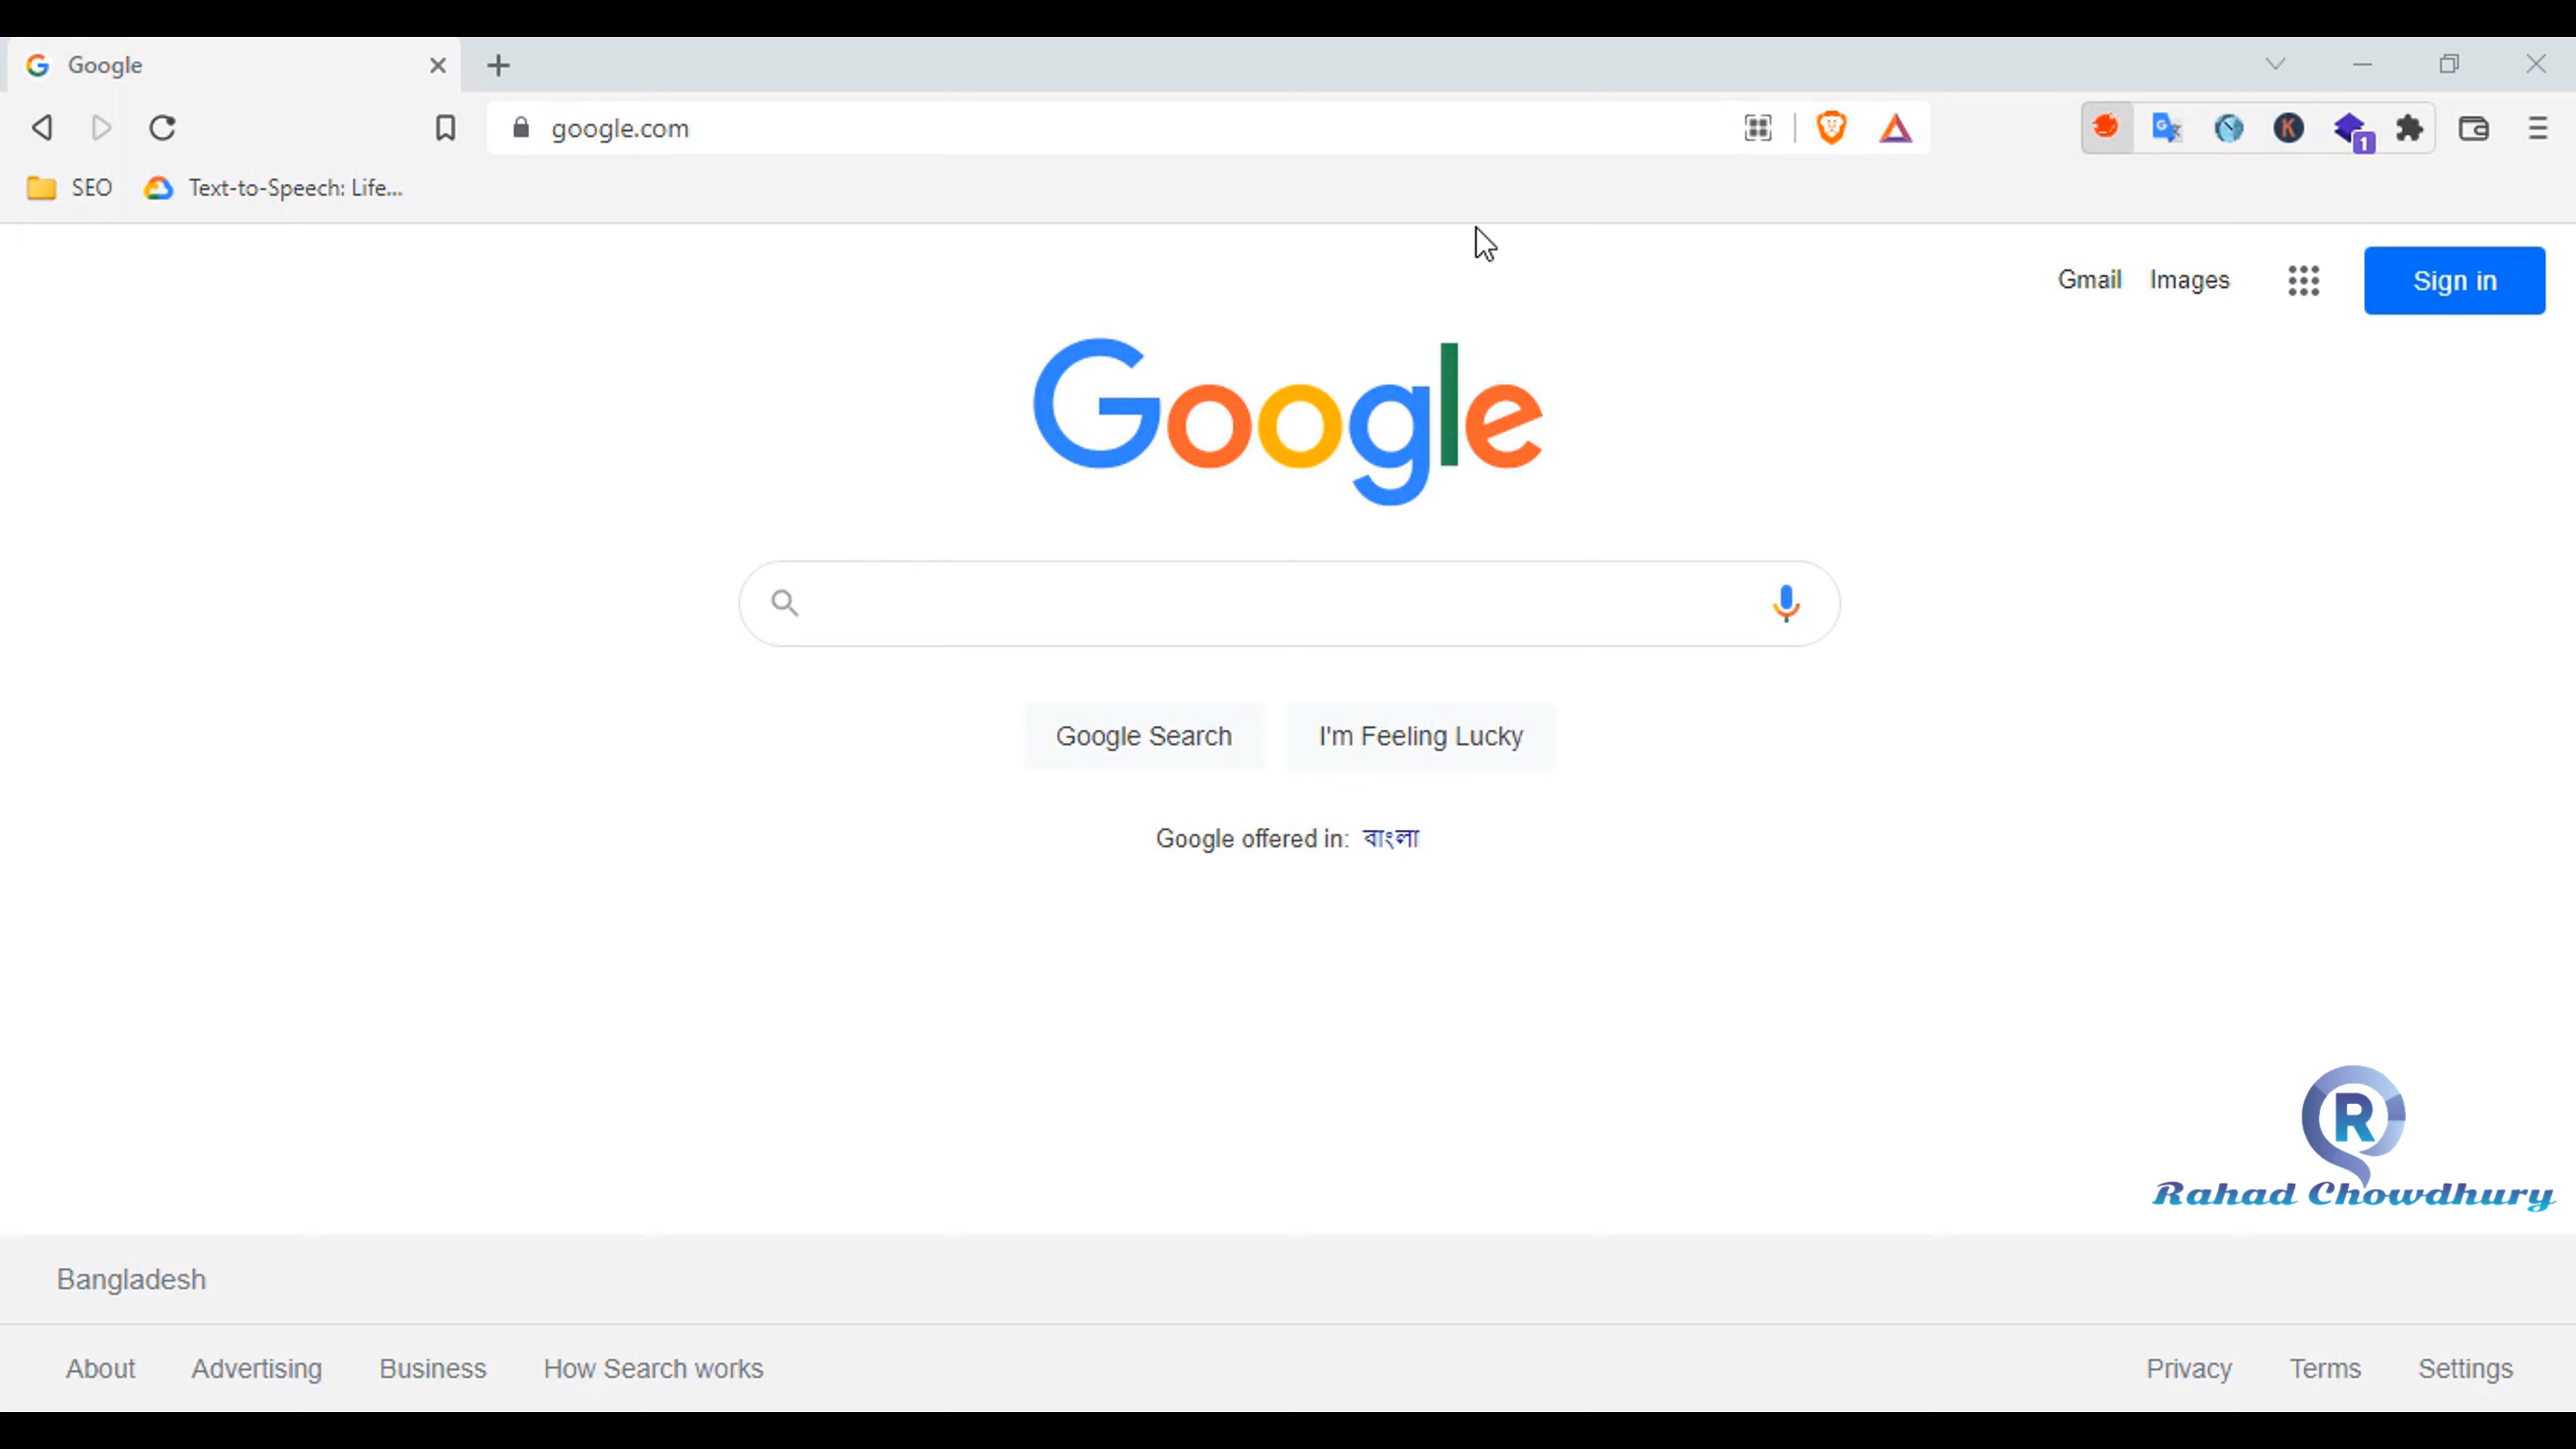 Google
google.com
1
SEO Text-to-Speech: Life...
Gmail Images Sign in
Google
Google Search I'm Feeling Lucky
Google offered in: বাংলা
R
Rahad Chowdhury
Bangladesh
About Advertising Business How Search works Privacy Terms Settings